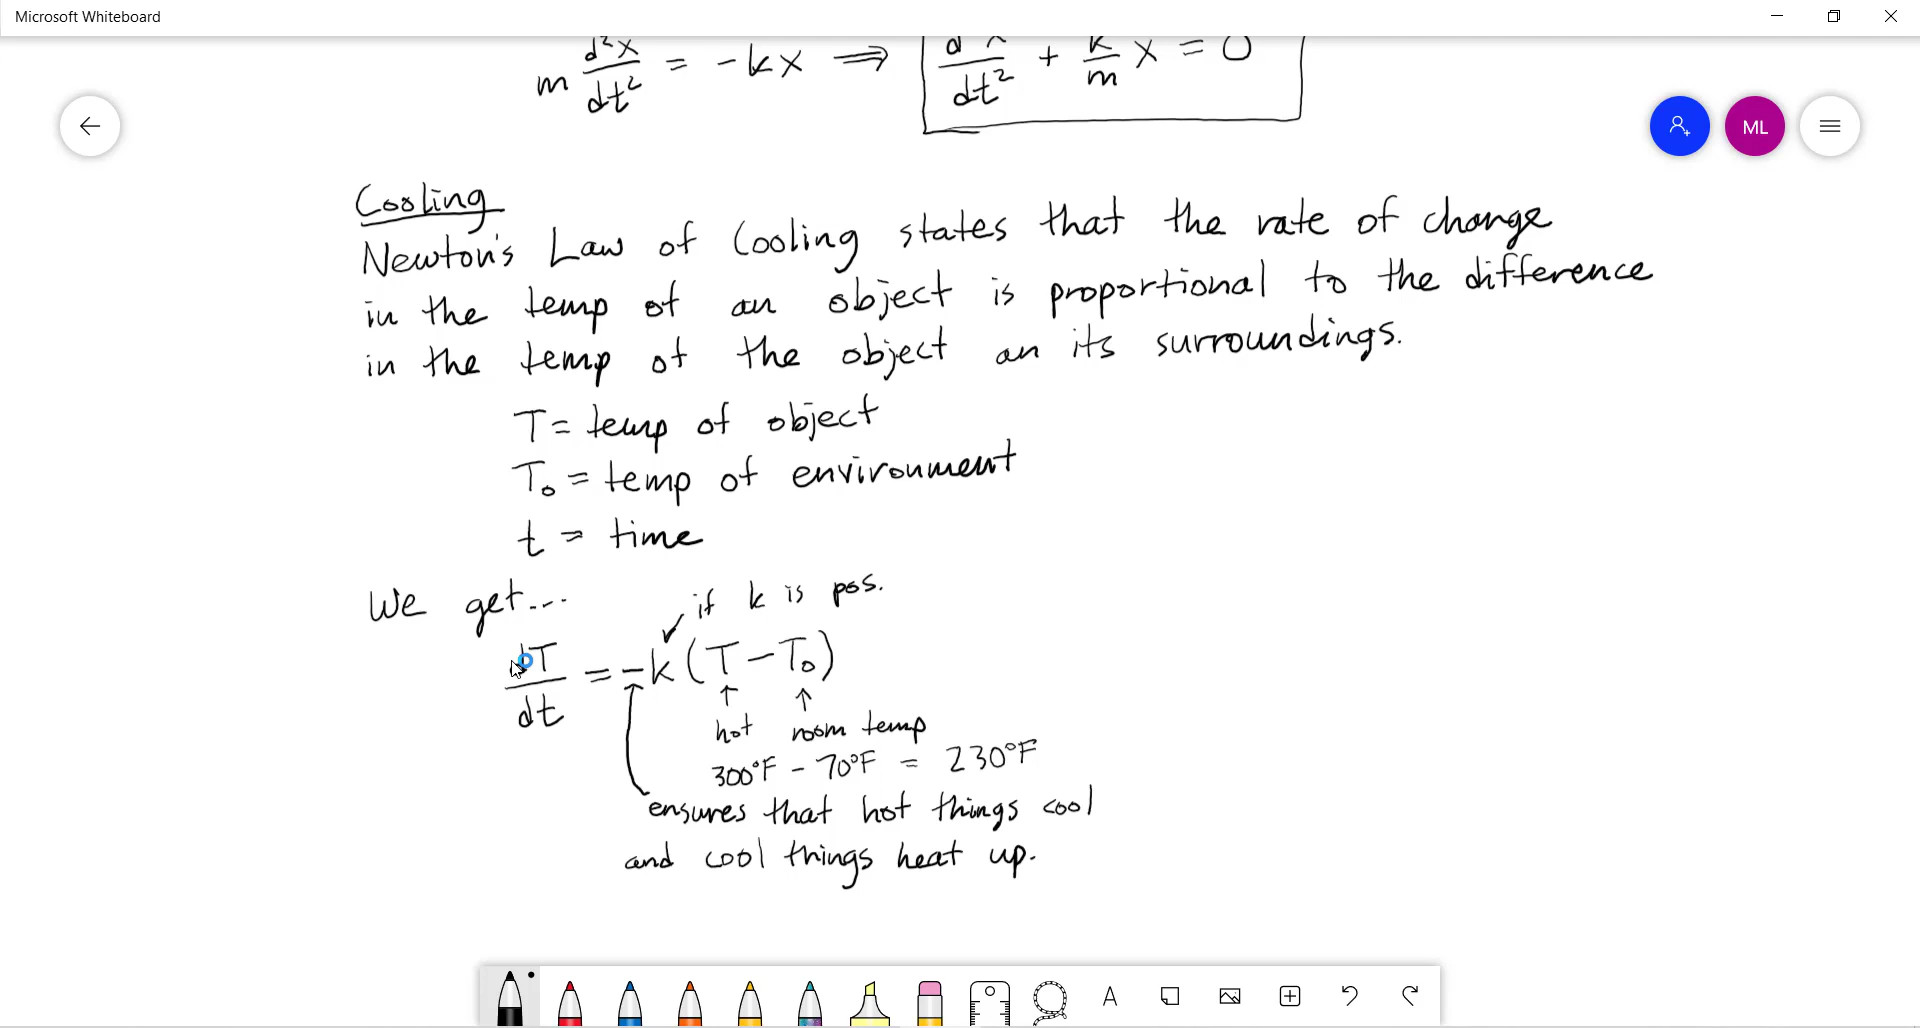 Microsoft Whiteboard
m d²x/dt² = -kx ⟹ d²x/dt² + k/m x = 0
ML
Cooling
Newton's Law of Cooling states that the rate of change
in the temp of an object is proportional to the difference
in the temp of the object an its surroundings.
T = temp of object
T₀ = temp of environment
t = time
We get...
if k is pos.
dT/dt = -k(T-T₀)
↑ ↑
hot room temp
300°F - 70°F = 230°F
ensures that hot things cool
and cool things heat up.
A